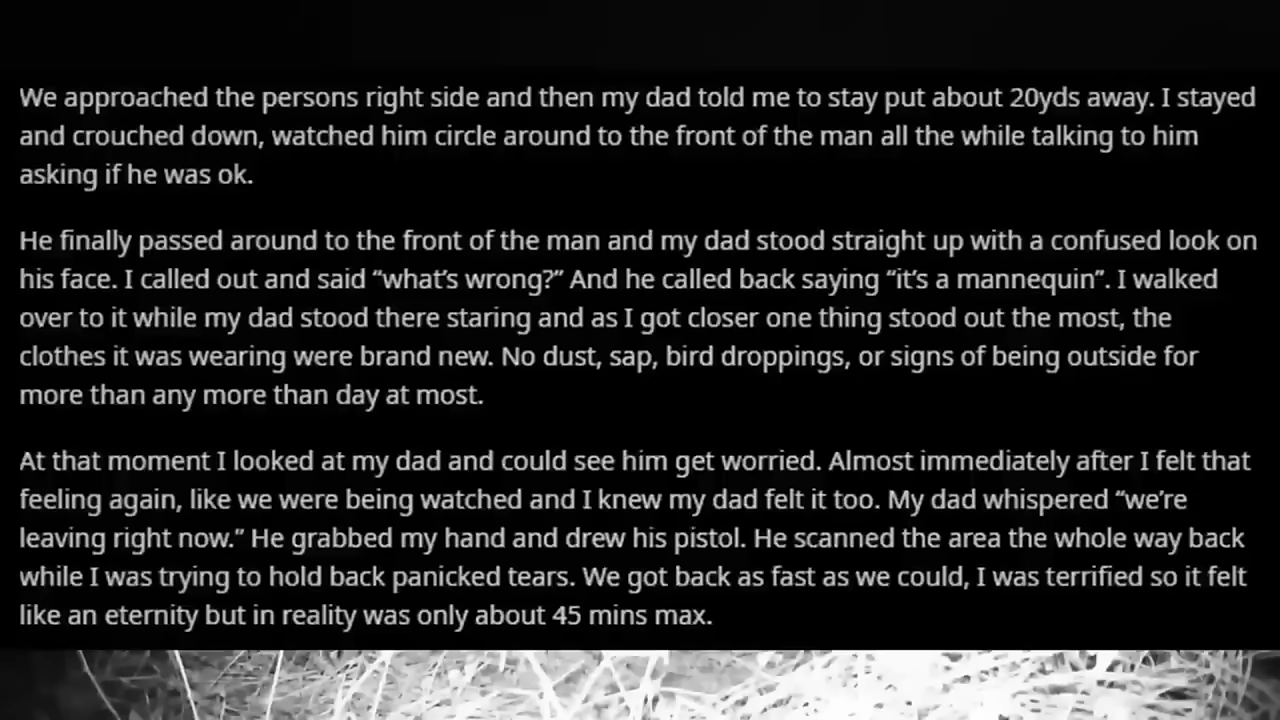 We approached the persons right side and then my dad told me to stay put about 20yds away. I stayed
and crouched down, watched him circle around to the front of the man all the while talking to him
asking if he was ok.
He finally passed around to the front of the man and my dad stood straight up with a confused look on
his face. I called out and said “what’s wrong?” And he called back saying “it’s a mannequin”. I walked
over to it while my dad stood there staring and as I got closer one thing stood out the most, the
clothes it was wearing were brand new. No dust, sap, bird droppings, or signs of being outside for
more than any more than day at most.
At that moment I looked at my dad and could see him get worried. Almost immediately after I felt that
feeling again, like we were being watched and I knew my dad felt it too. My dad whispered “we’re
leaving right now.” He grabbed my hand and drew his pistol. He scanned the area the whole way back
while I was trying to hold back panicked tears. We got back as fast as we could, I was terrified so it felt
like an eternity but in reality was only about 45 mins max.